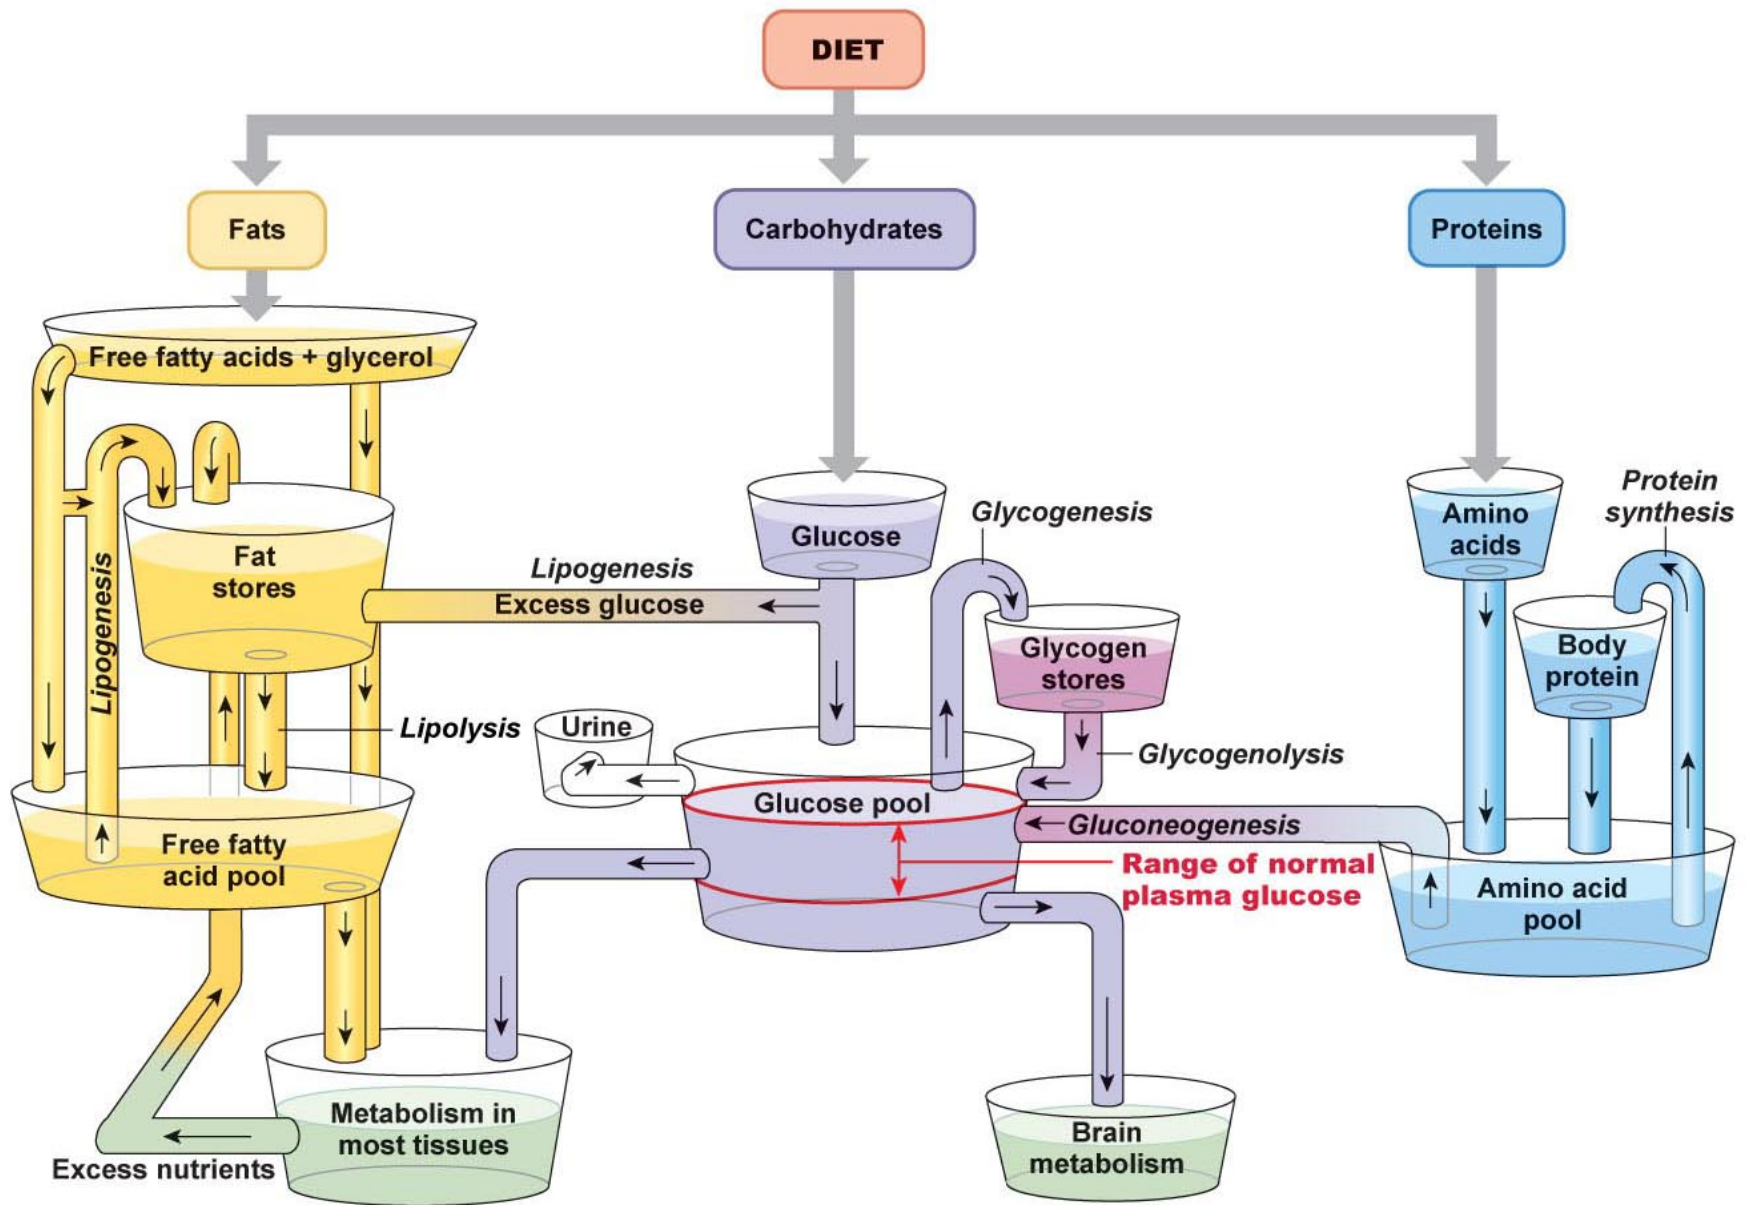 DIET
Fats
Carbohydrates
Proteins
Free fatty acids + glycerol
Glucose
Glycogenesis
Amino
acids
Protein
synthesis
Fat
stores
Lipogenesis
Lipogenesis
Excess glucose
Glycogen
stores
Body
protein
Lipolysis
Urine
Glycogenolysis
Glucose pool
Gluconeogenesis
Range of normal
plasma glucose
Free fatty
acid pool
Amino acid
pool
Metabolism in
most tissues
Excess nutrients
Brain
metabolism